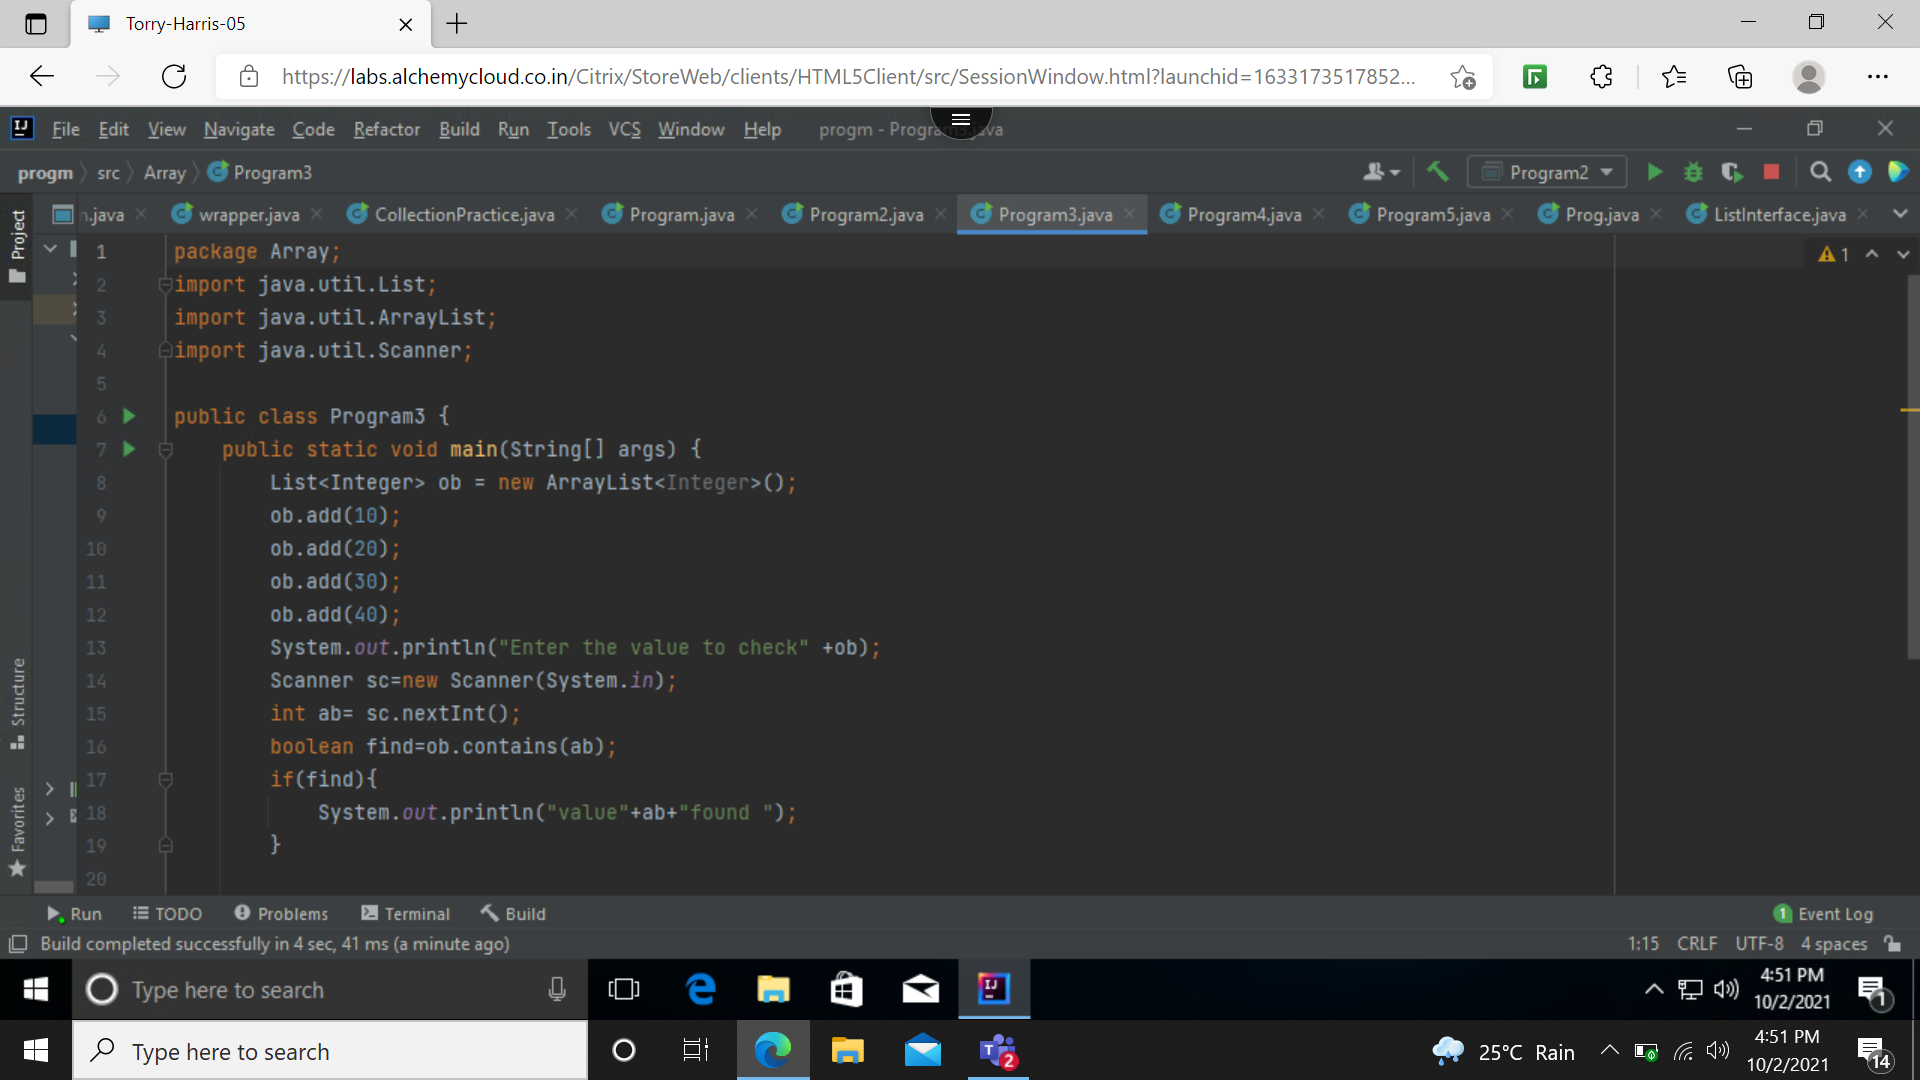 Torry-Harris-05
https://labs.alchemycloud.co.in/Citrix/StoreWeb/clients/HTML5Client/src/SessionWindow.html?launchid=1633173517852...
File Edit View Navigate Code Refactor Build Run Tools VCS Window Help progm - Program3.java
progm src Array Program3 Program2
n.java wrapper.java CollectionPractice.java Program.java Program2.java Program3.java Program4.java Program5.java Prog.java ListInterface.java
Project
Structure
Favorites
1 package Array; 1
2 import java.util.List;
3 import java.util.ArrayList;
4 import java.util.Scanner;
5
6 public class Program3 {
7 public static void main(String[] args) {
8 List<Integer> ob = new ArrayList<Integer>();
9 ob.add(10);
10 ob.add(20);
11 ob.add(30);
12 ob.add(40);
13 System.out.println("Enter the value to check" +ob);
14 Scanner sc=new Scanner(System.in);
15 int ab= sc.nextInt();
16 boolean find=ob.contains(ab);
17 if(find){
18 System.out.println("value"+ab+"found ");
19 }
20
Run TODO Problems Terminal Build 1 Event Log
Build completed successfully in 4 sec, 41 ms (a minute ago) 1:15 CRLF UTF-8 4 spaces
Type here to search 4:51 PM
10/2/2021 1
Type here to search 2 25°C Rain 4:51 PM
10/2/2021 14